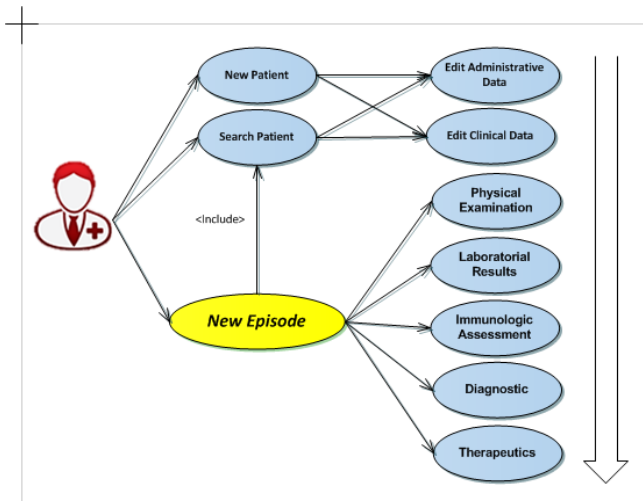 New Patient
Edit Administrative
Data
Search Patient
Edit Clinical Data
<Include>
Physical
Examination
Laboratorial
Results
New Episode
Immunologic
Assessment
Diagnostic
Therapeutics